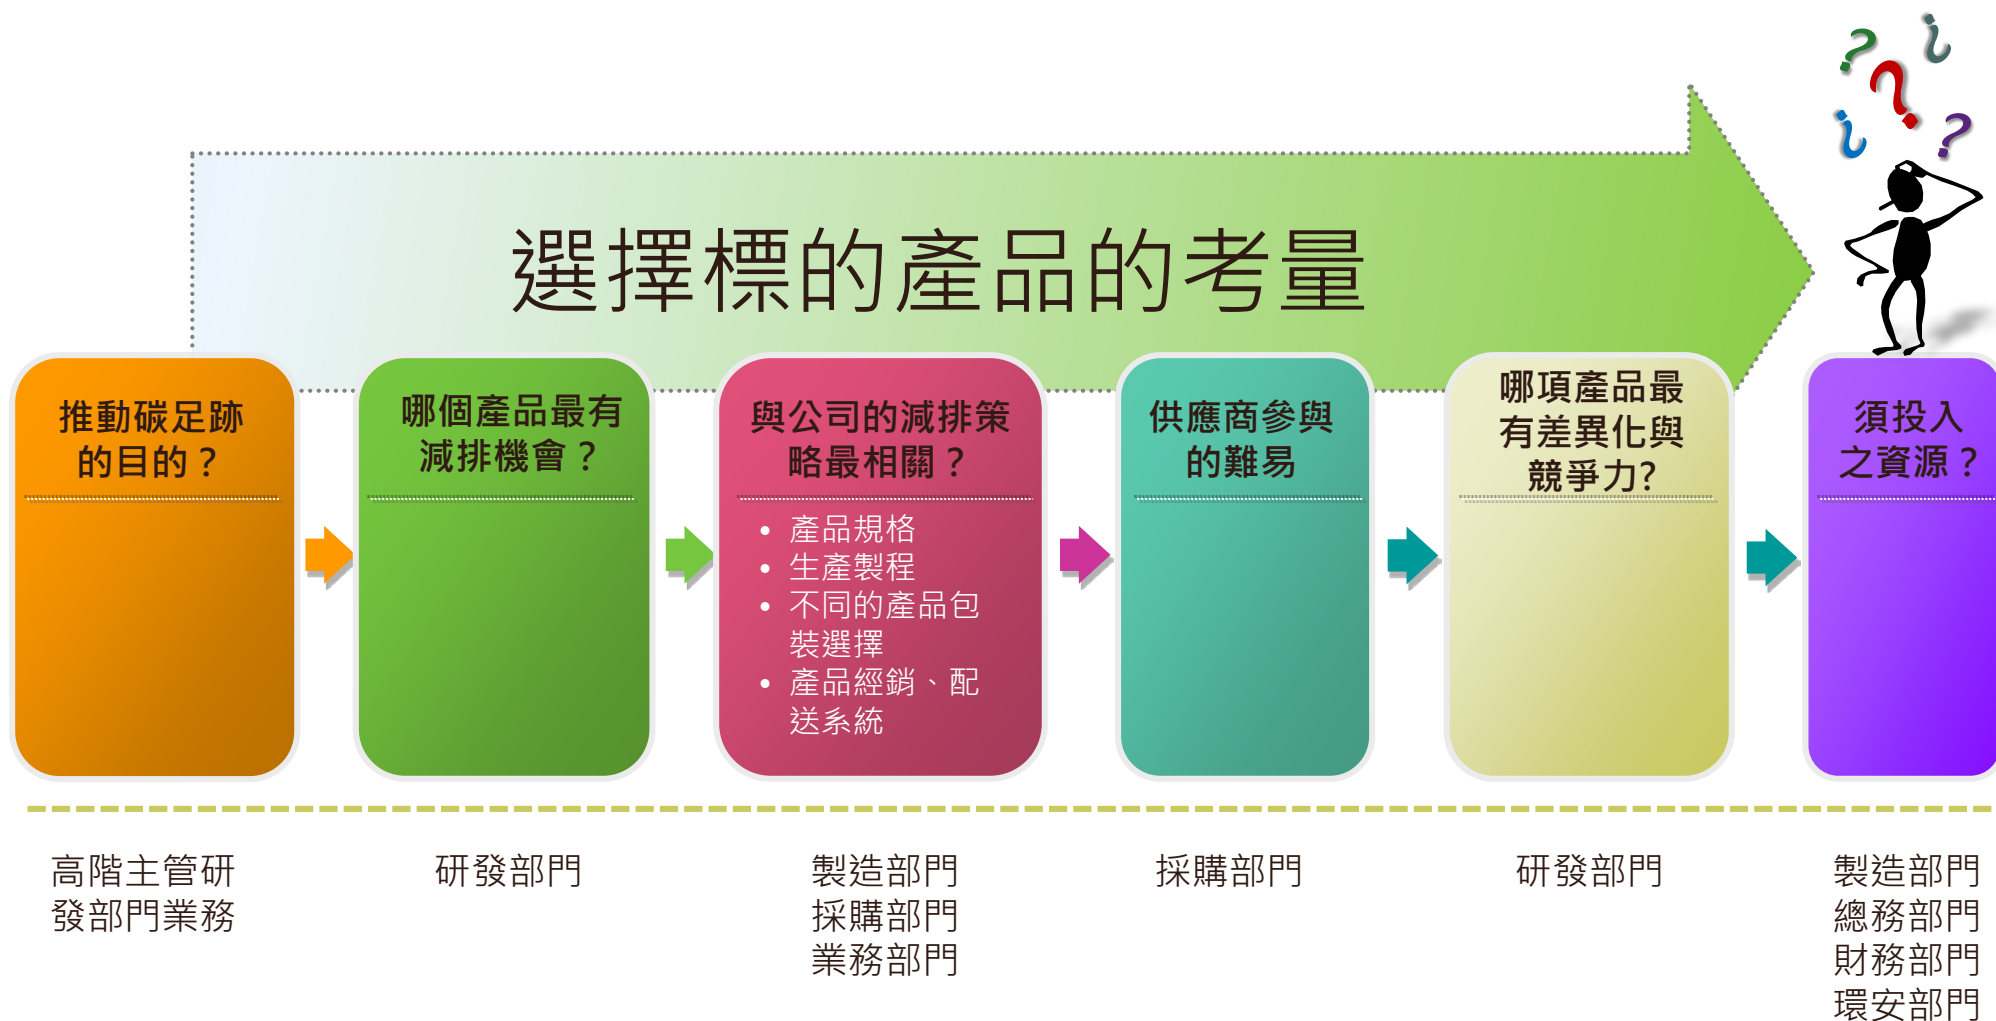 選擇標的產品的考量
推動碳足跡
的目的？
哪個產品最有
減排機會？
與公司的減排策
略最相關？
• 產品規格
• 生產製程
• 不同的產品包
裝選擇
• 產品經銷、配
送系統
供應商參與
的難易
哪項產品最
有差異化與
競爭力?
須投入
之資源？
高階主管研
發部門業務
研發部門
製造部門
採購部門
業務部門
採購部門
研發部門
製造部門
總務部門
財務部門
環安部門